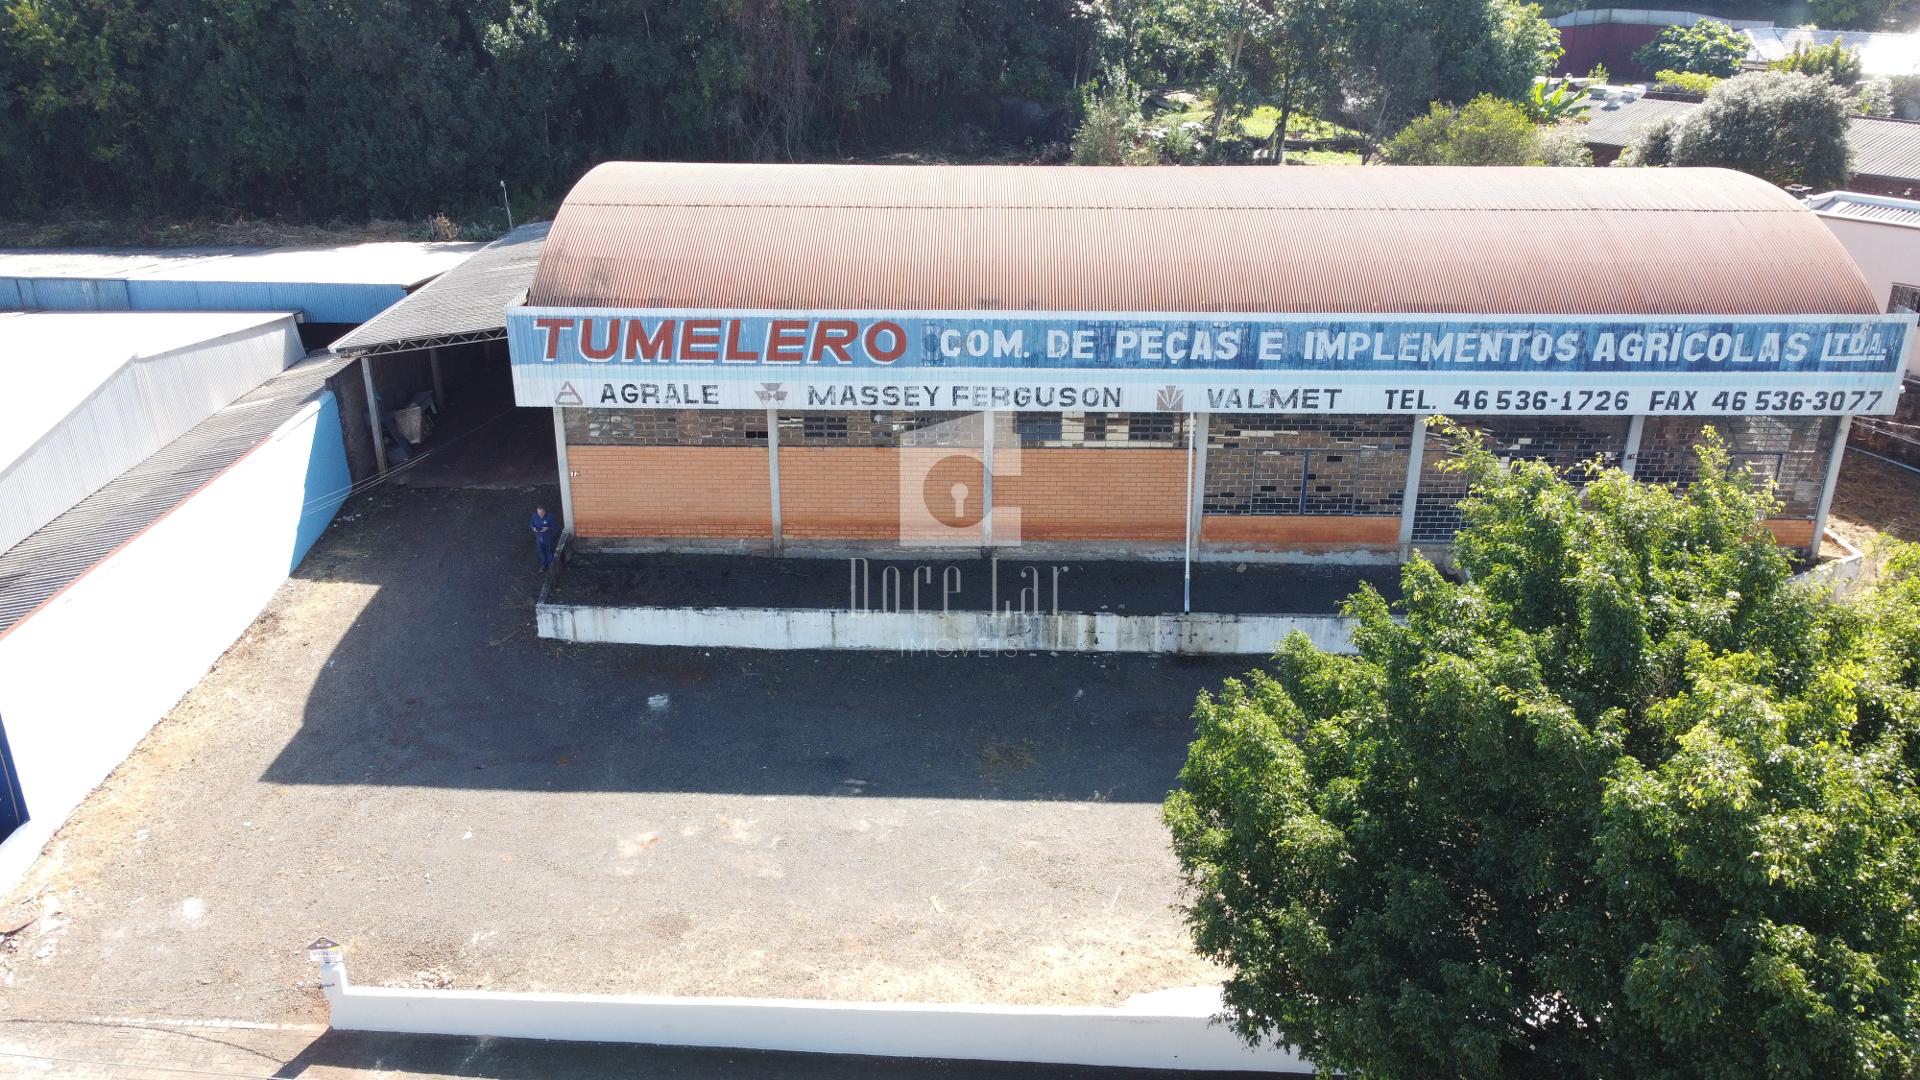 TUMELERO COM. DE PEÇAS E IMPLEMENTOS AGRÍCOLAS LTDA.
AGRALE MASSEY FERGUSON VALMET TEL. 46 536-1726 FAX 46 536-3077
Doce Lar
IMÓVEIS
VENDE